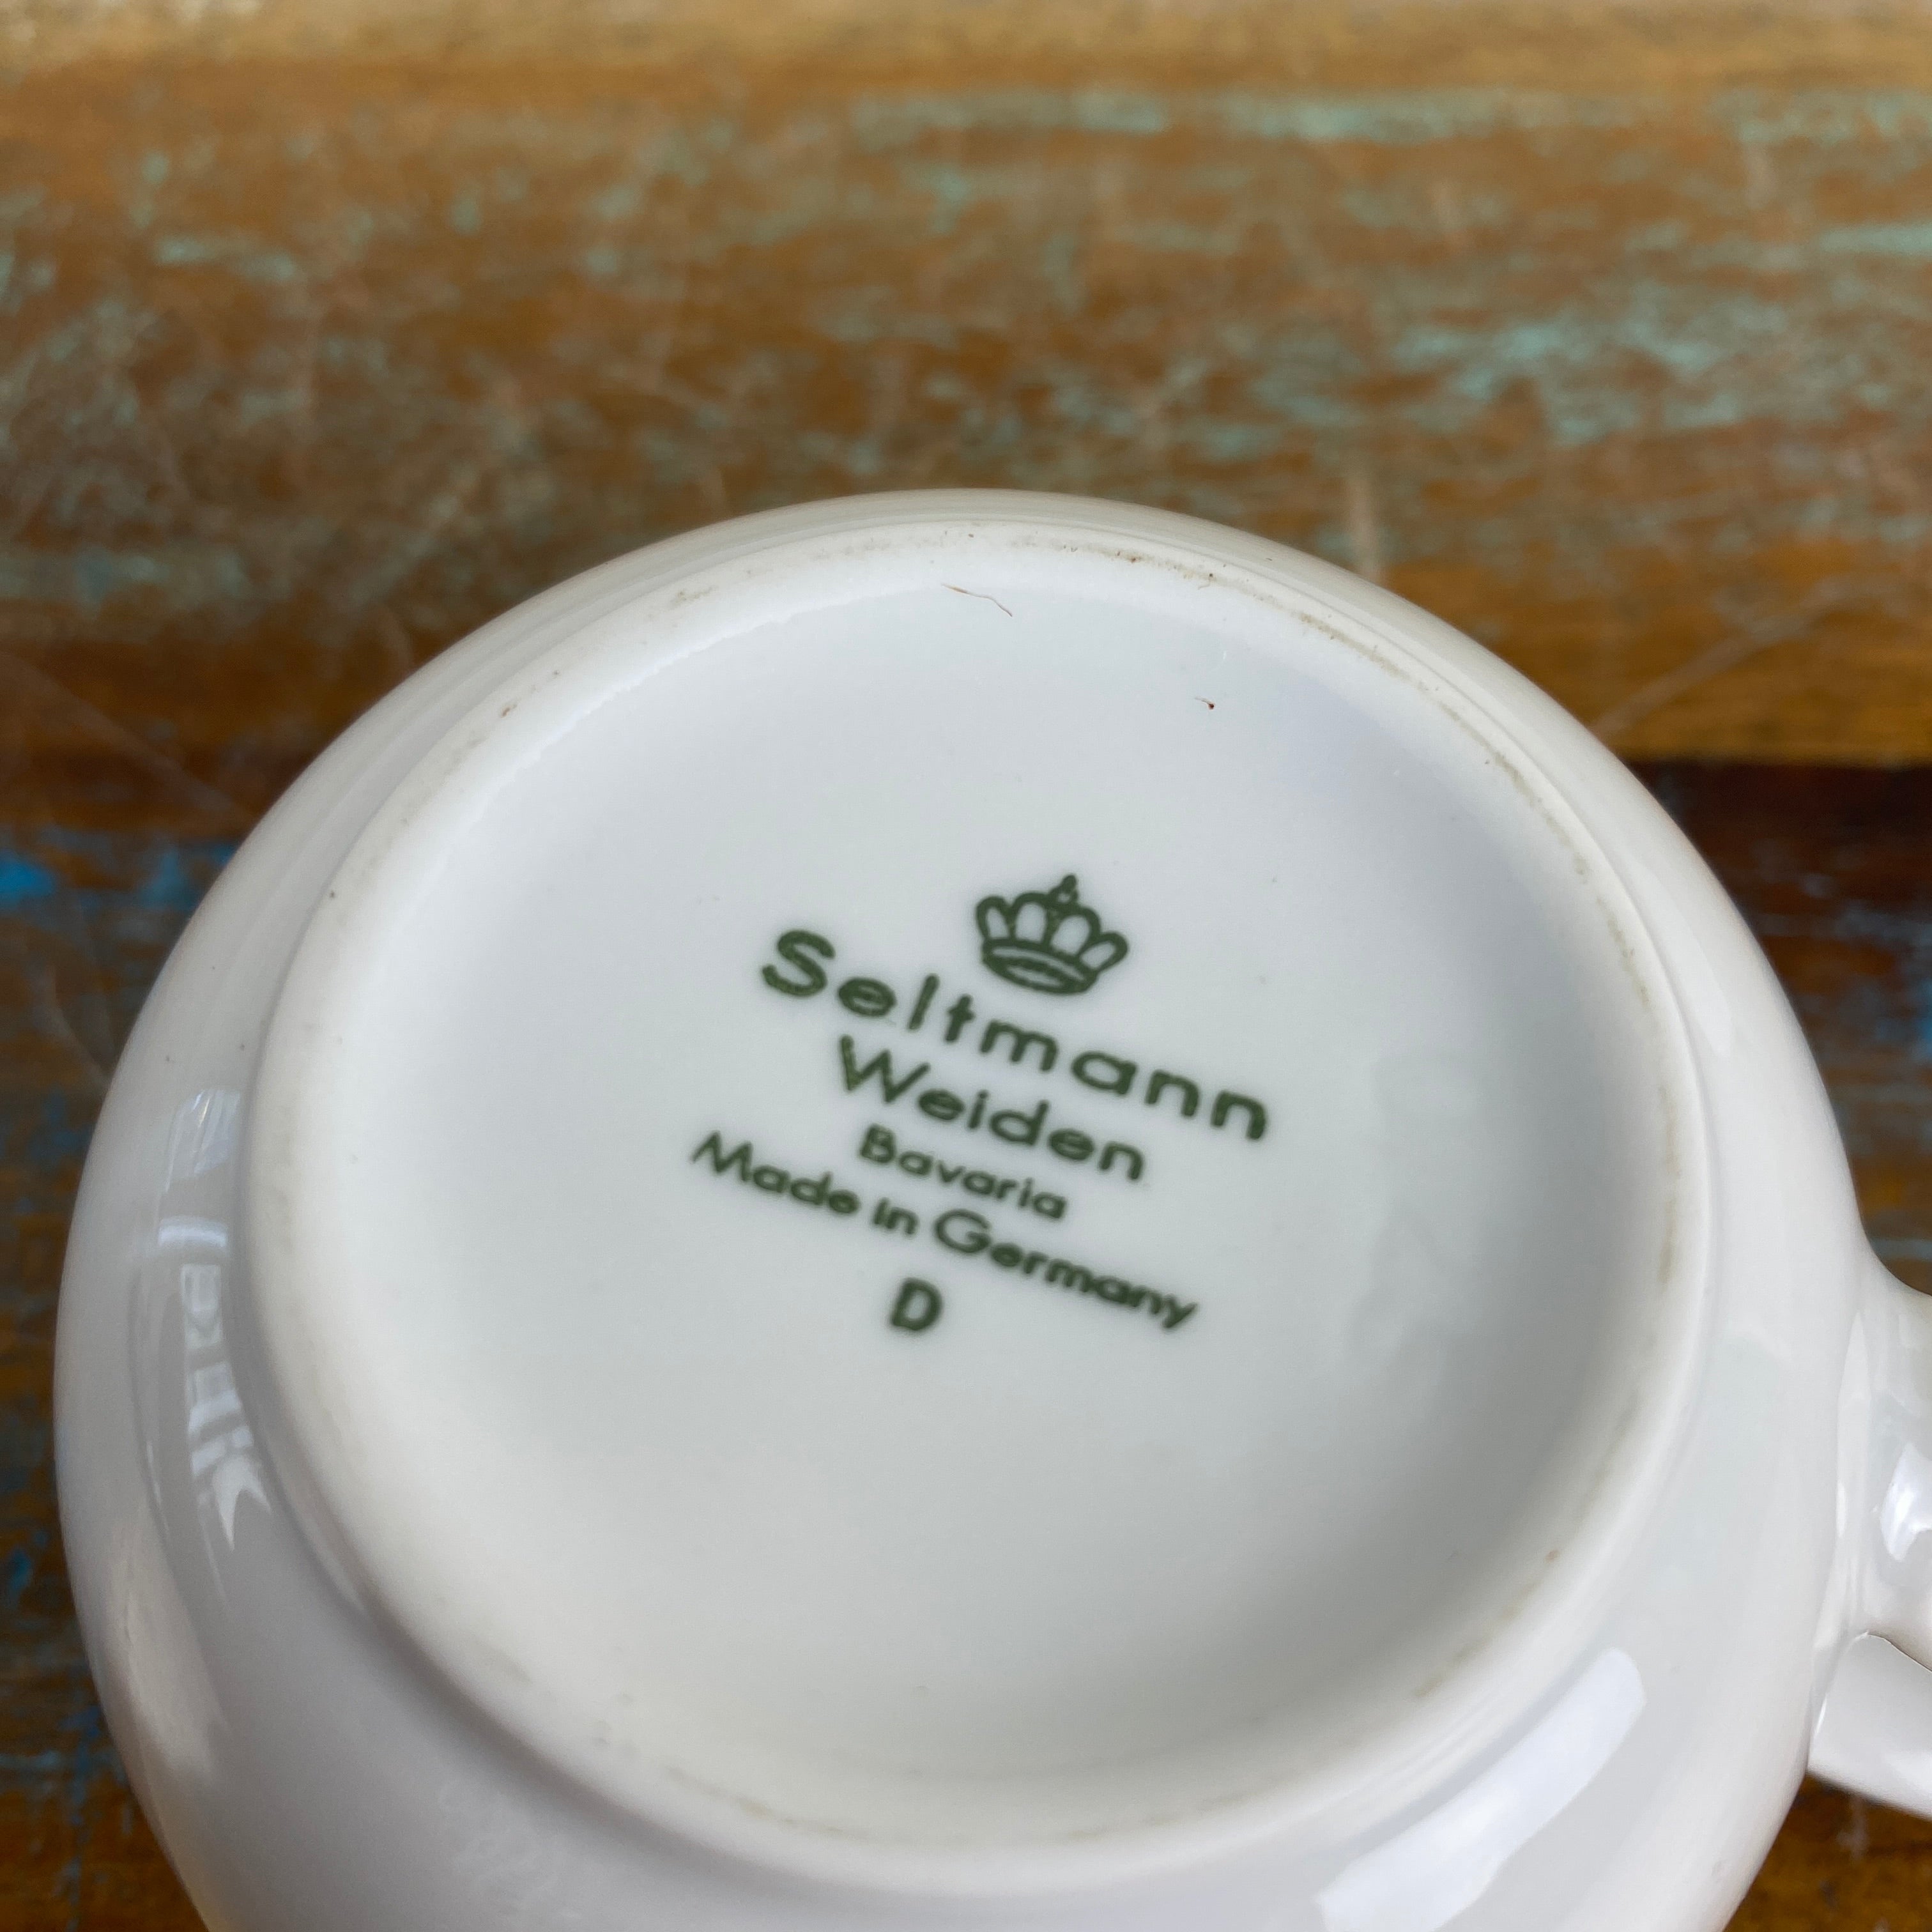 Seltmann
Weiden
Bavaria
Made in Germany
D